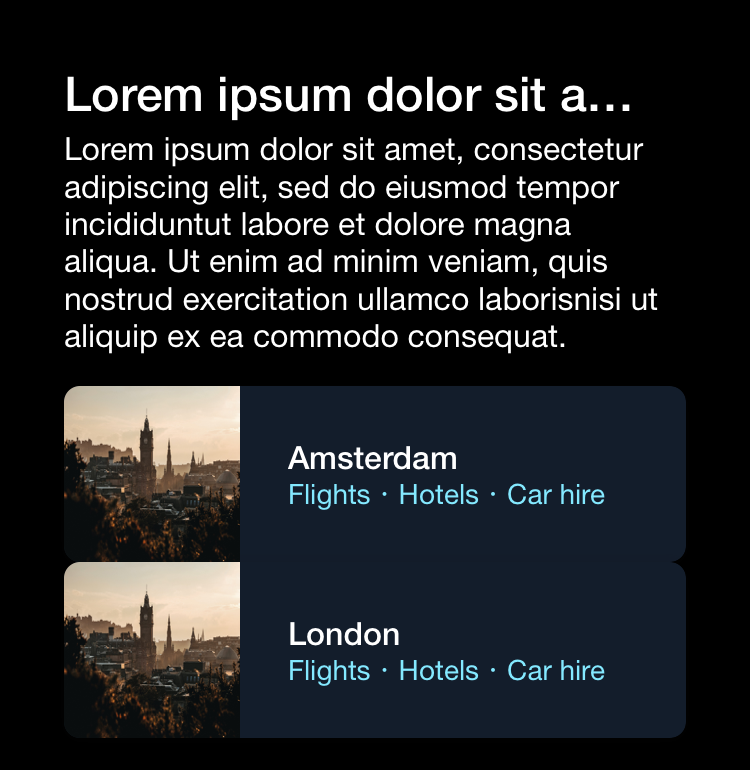 Lorem ipsum dolor sit a...
Lorem ipsum dolor sit amet, consectetur
adipiscing elit, sed do eiusmod tempor
incididuntut labore et dolore magna
aliqua. Ut enim ad minim veniam, quis
nostrud exercitation ullamco laborisnisi ut
aliquip ex ea commodo consequat.
Amsterdam
Flights · Hotels · Car hire
London
Flights · Hotels · Car hire